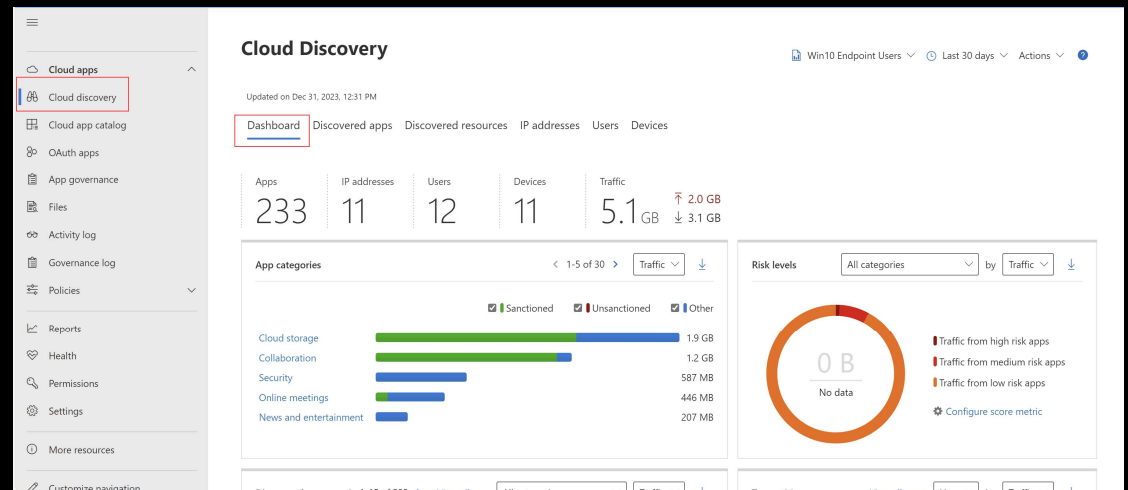 Cloud apps
Cloud discovery
Cloud app catalog
OAuth apps
App governance
Files
Activity log
Governance log
Policies
Reports
Health
Permissions
Settings
More resources
Customize navigation
Cloud Discovery
Win10 Endpoint Users
Last 30 days
Actions
?
Updated on Dec 31, 2023, 12:31 PM
Dashboard Discovered apps Discovered resources IP addresses Users Devices
Apps IP addresses Users Devices Traffic
233 11 12 11 5.1 GB
2.0 GB
3.1 GB
App categories < 1-5 of 30 > Traffic
Sanctioned Unsanctioned Other
Cloud storage 1.9 GB
Collaboration 1.2 GB
Security 587 MB
Online meetings 446 MB
News and entertainment 207 MB
Risk levels All categories by Traffic
0 B
No data
Traffic from high risk apps
Traffic from medium risk apps
Traffic from low risk apps
Configure score metric